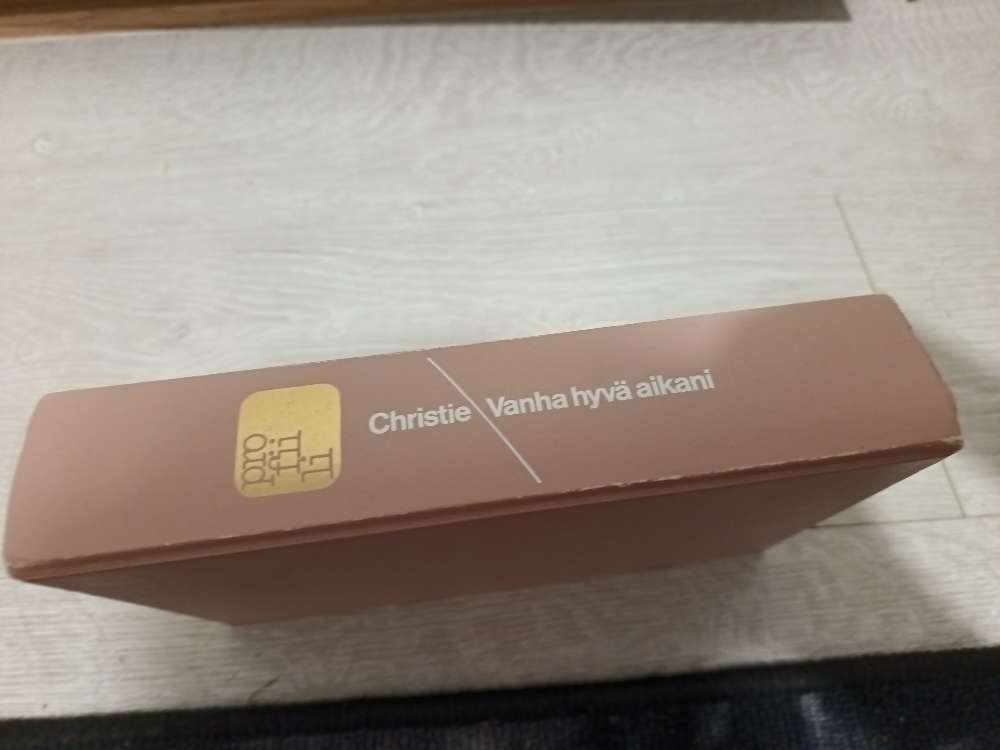 pro
fii
li
Christie
Vanha hyvä aikani